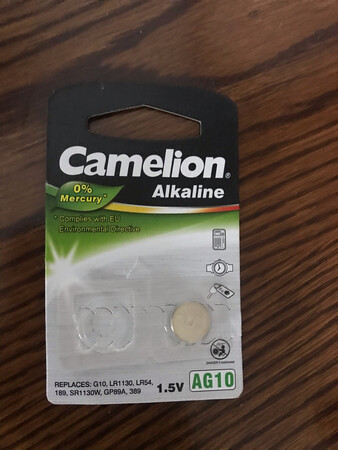 Camelion®
Alkaline
0%
Mercury*
* Complies with EU
Environmental Directive
REPLACES: G10, LR1130, LR54,
189, SR1130W, GP89A, 389
1.5V
AG10